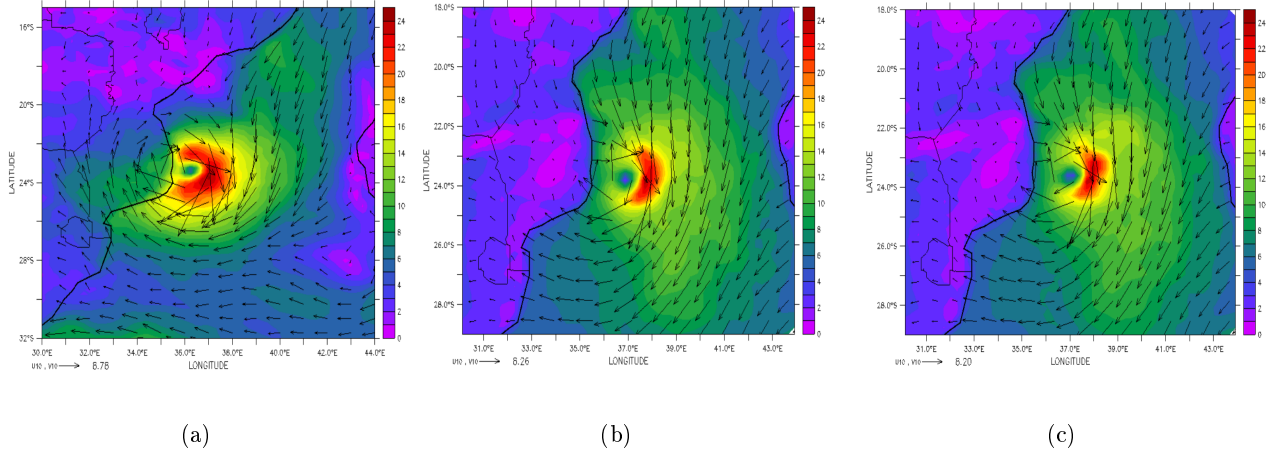 16°S
20°S
24°S
28°S
32°S
LATITUDE
30.0°E 32.0°E 34.0°E 36.0°E 38.0°E 40.0°E 42.0°E 44.0°E
LONGITUDE
U10 , V10 8.78
24
22
20
18
16
14
12
10
8
6
4
2
0
(a)
18.0°S
20.0°S
22.0°S
24.0°S
26.0°S
28.0°S
LATITUDE
31.0°E 33.0°E 35.0°E 37.0°E 39.0°E 41.0°E 43.0°E
LONGITUDE
U10 , V10 8.26
24
22
20
18
16
14
12
10
8
6
4
2
0
(b)
18.0°S
20.0°S
22.0°S
24.0°S
26.0°S
28.0°S
LATITUDE
31.0°E 33.0°E 35.0°E 37.0°E 39.0°E 41.0°E 43.0°E
LONGITUDE
U10 , V10 8.20
24
22
20
18
16
14
12
10
8
6
4
2
0
(c)